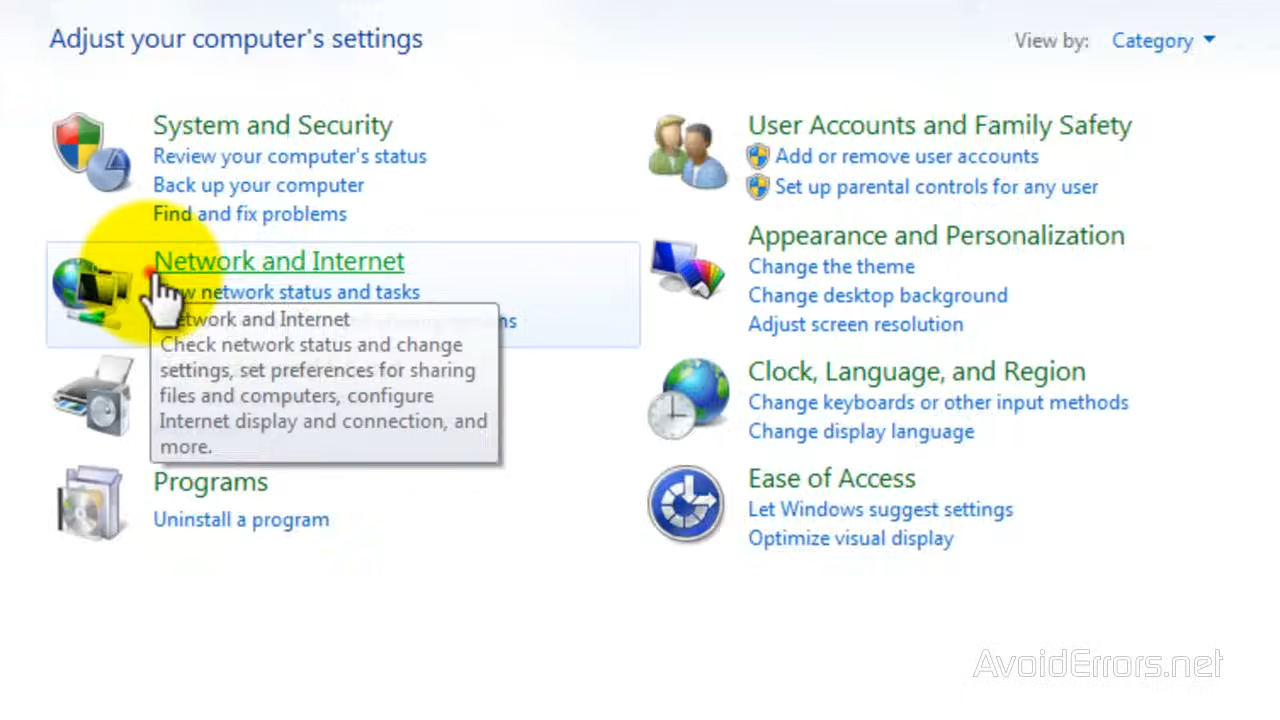 Adjust your computer's settings
View by: Category
System and Security
Review your computer's status
Back up your computer
Find and fix problems
Network and Internet
network status and tasks
Network and Internet
Check network status and change
settings, set preferences for sharing
files and computers, configure
Internet display and connection, and
more.
Programs
Uninstall a program
User Accounts and Family Safety
Add or remove user accounts
Set up parental controls for any user
Appearance and Personalization
Change the theme
Change desktop background
Adjust screen resolution
Clock, Language, and Region
Change keyboards or other input methods
Change display language
Ease of Access
Let Windows suggest settings
Optimize visual display
AvoidErrors.net